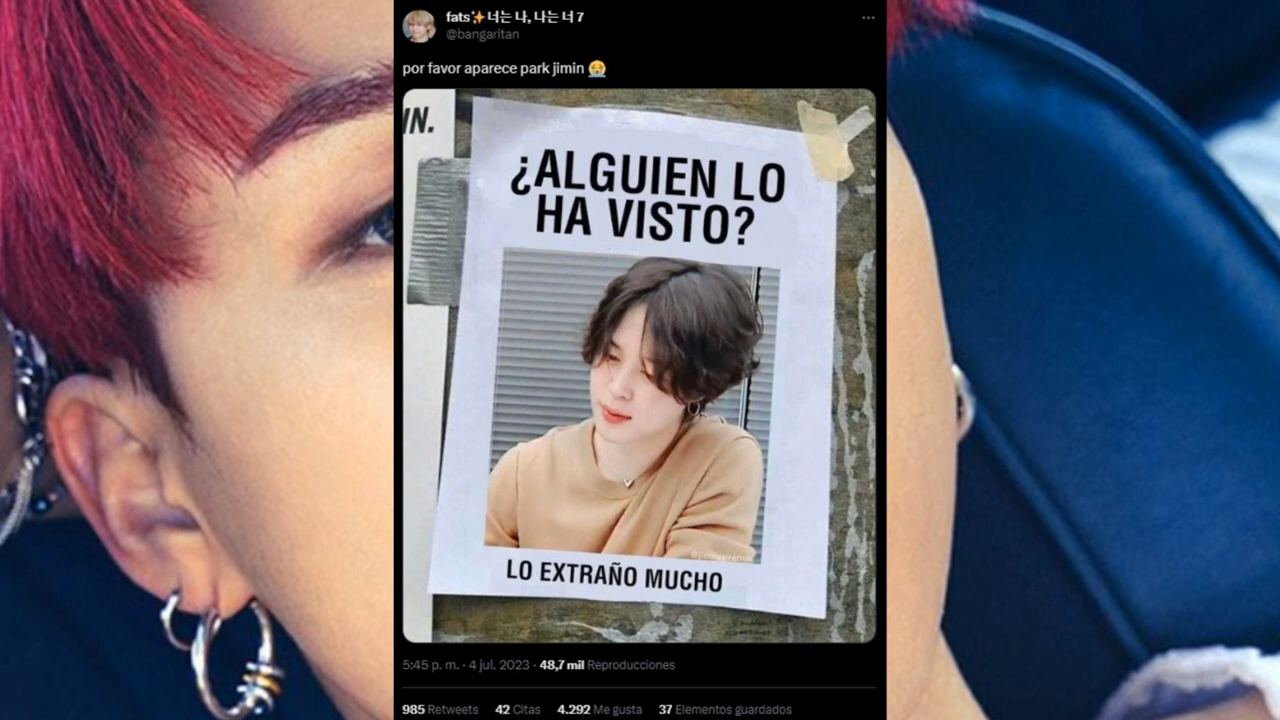 fats✨너는 나, 나는 너 7
@bangaritan
por favor aparece park jimin 😭
IN.
¿ALGUIEN LO
HA VISTO?
LO EXTRAÑO MUCHO
5:45 p. m. · 4 jul. 2023 · 48,7 mil Reproducciones
985 Retweets 42 Citas 4.292 Me gusta 37 Elementos guardados